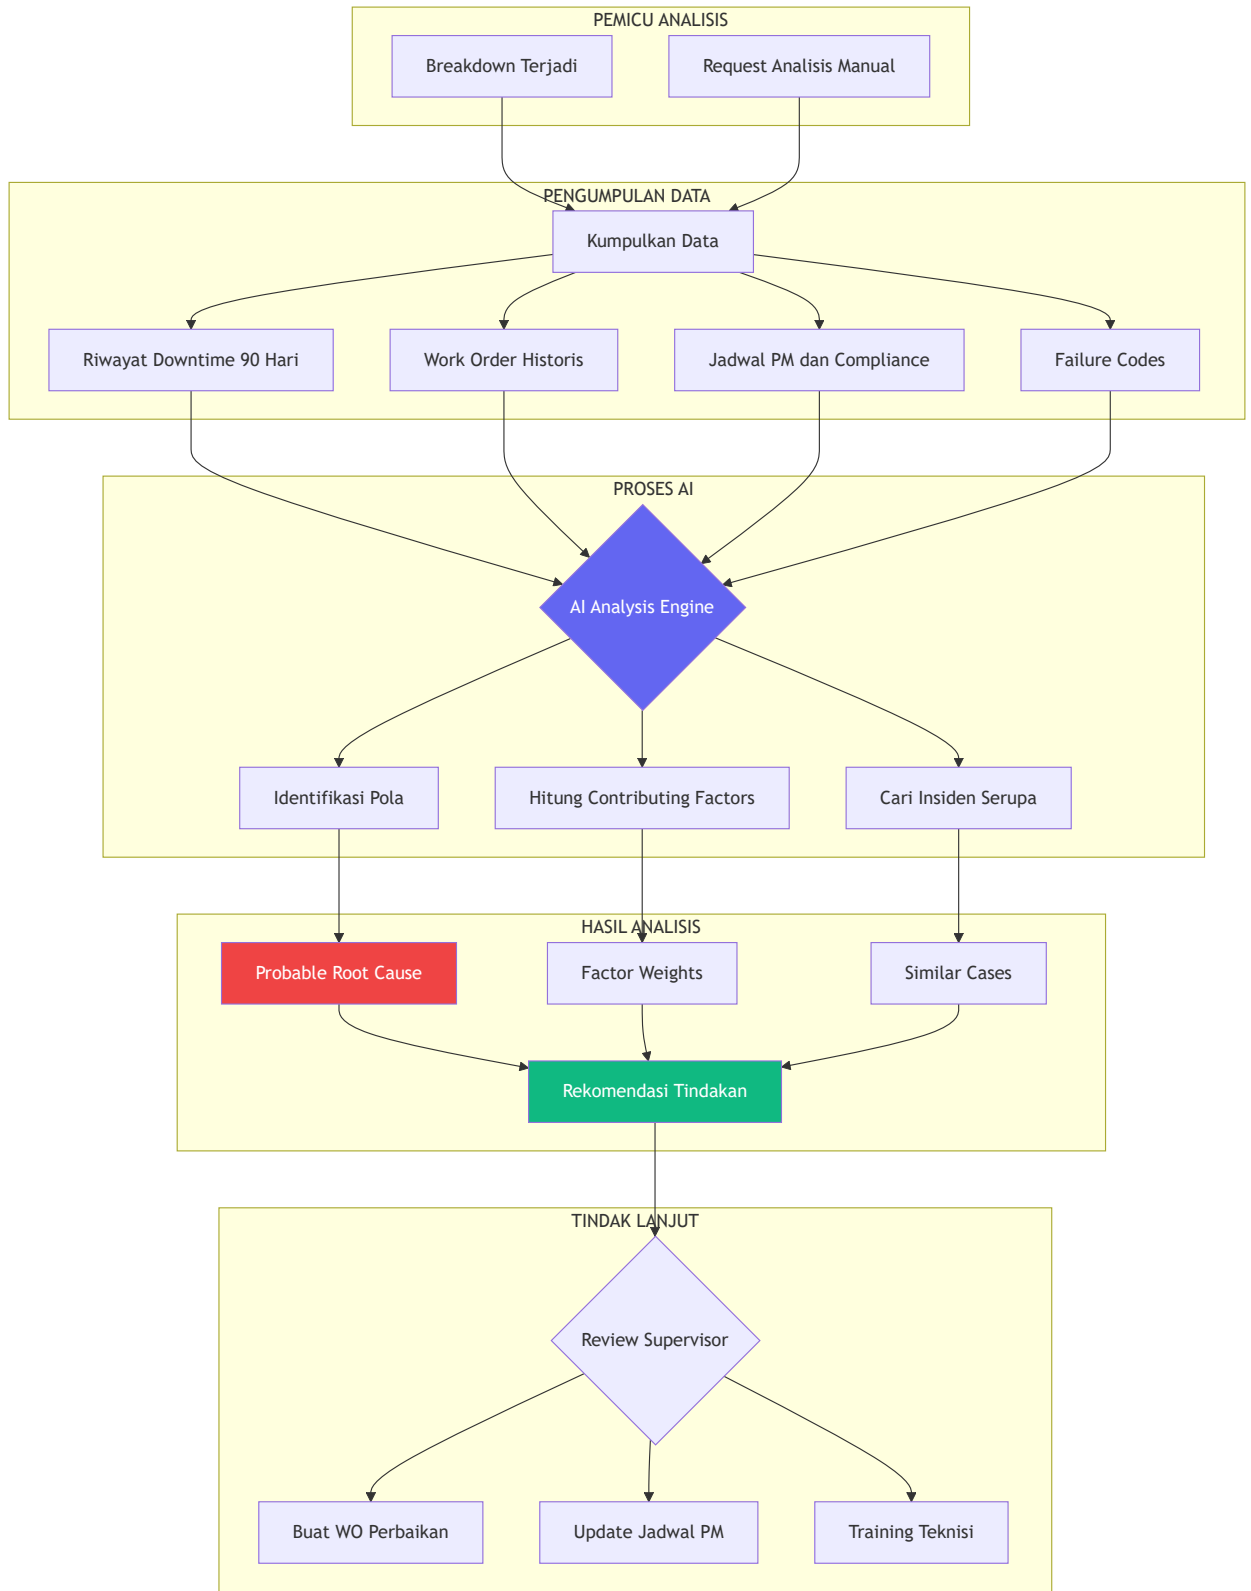 PEMICU ANALISIS
Breakdown Terjadi
Request Analisis Manual
PENGUMPULAN DATA
Kumpulkan Data
Riwayat Downtime 90 Hari
Work Order Historis
Jadwal PM dan Compliance
Failure Codes
PROSES AI
AI Analysis Engine
Identifikasi Pola
Hitung Contributing Factors
Cari Insiden Serupa
HASIL ANALISIS
Probable Root Cause
Factor Weights
Similar Cases
Rekomendasi Tindakan
TINDAK LANJUT
Review Supervisor
Buat WO Perbaikan
Update Jadwal PM
Training Teknisi